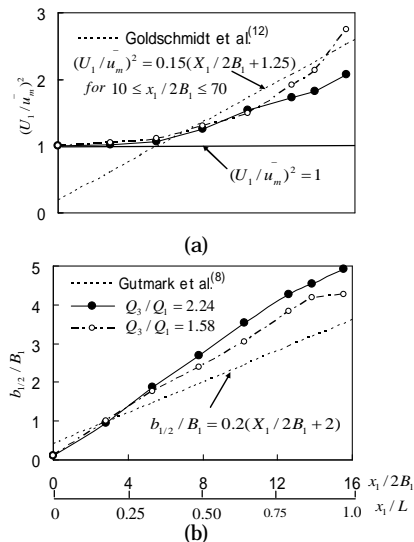 3
2
1
0
(U₁/u̅ₘ)²
Goldschmidt et al.⁽¹²⁾
(U₁/u̅ₘ)² = 0.15(X₁/2B₁+1.25)
for 10 ≤ x₁/2B₁ ≤ 70
(U₁/u̅ₘ)² = 1
(a)
5
4
3
2
1
0
b₁/₂ / B₁
Gutmark et al.⁽⁸⁾
Q₃/Q₁ = 2.24
Q₃/Q₁ = 1.58
b₁/₂ / B₁ = 0.2(X₁/2B₁ + 2)
0 4 8 12 16 x₁/2B₁
0 0.25 0.50 0.75 1.0 x₁/L
(b)